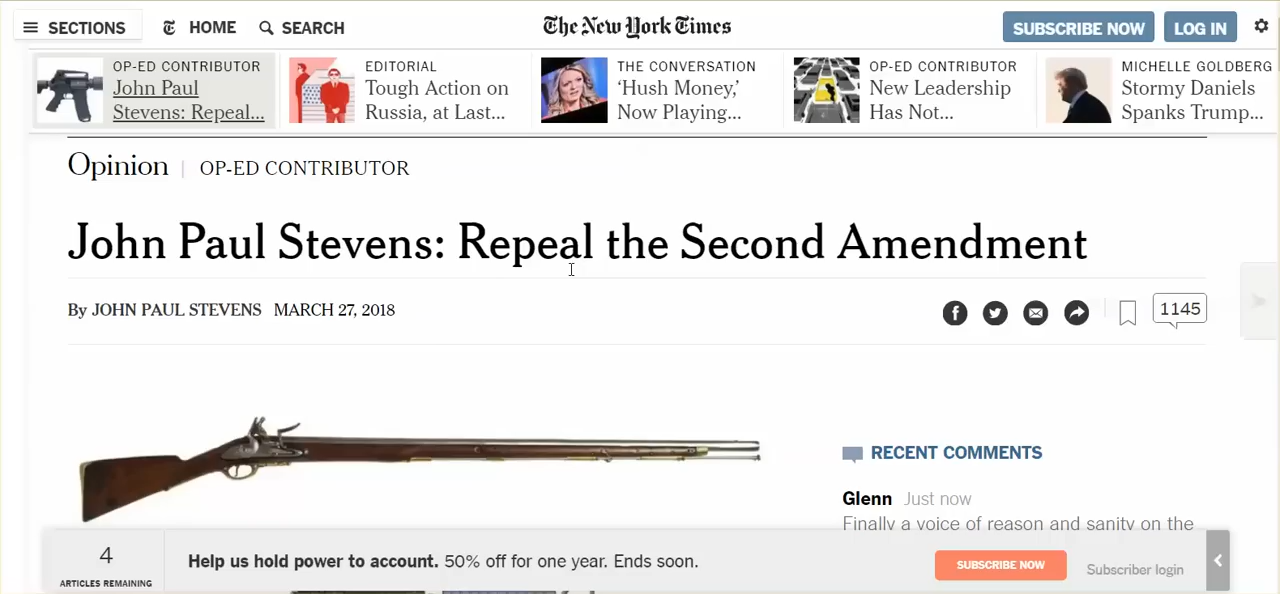 SECTIONS HOME SEARCH The New York Times SUBSCRIBE NOW LOG IN
OP-ED CONTRIBUTOR
John Paul
Stevens: Repeal...
EDITORIAL
Tough Action on
Russia, at Last...
THE CONVERSATION
‘Hush Money,’
Now Playing...
OP-ED CONTRIBUTOR
New Leadership
Has Not...
MICHELLE GOLDBERG
Stormy Daniels
Spanks Trump...
Opinion | OP-ED CONTRIBUTOR
John Paul Stevens: Repeal the Second Amendment
By JOHN PAUL STEVENS MARCH 27, 2018
1145
RECENT COMMENTS
Glenn Just now
Finally a voice of reason and sanity on the
4
ARTICLES REMAINING
Help us hold power to account. 50% off for one year. Ends soon.
SUBSCRIBE NOW
Subscriber login